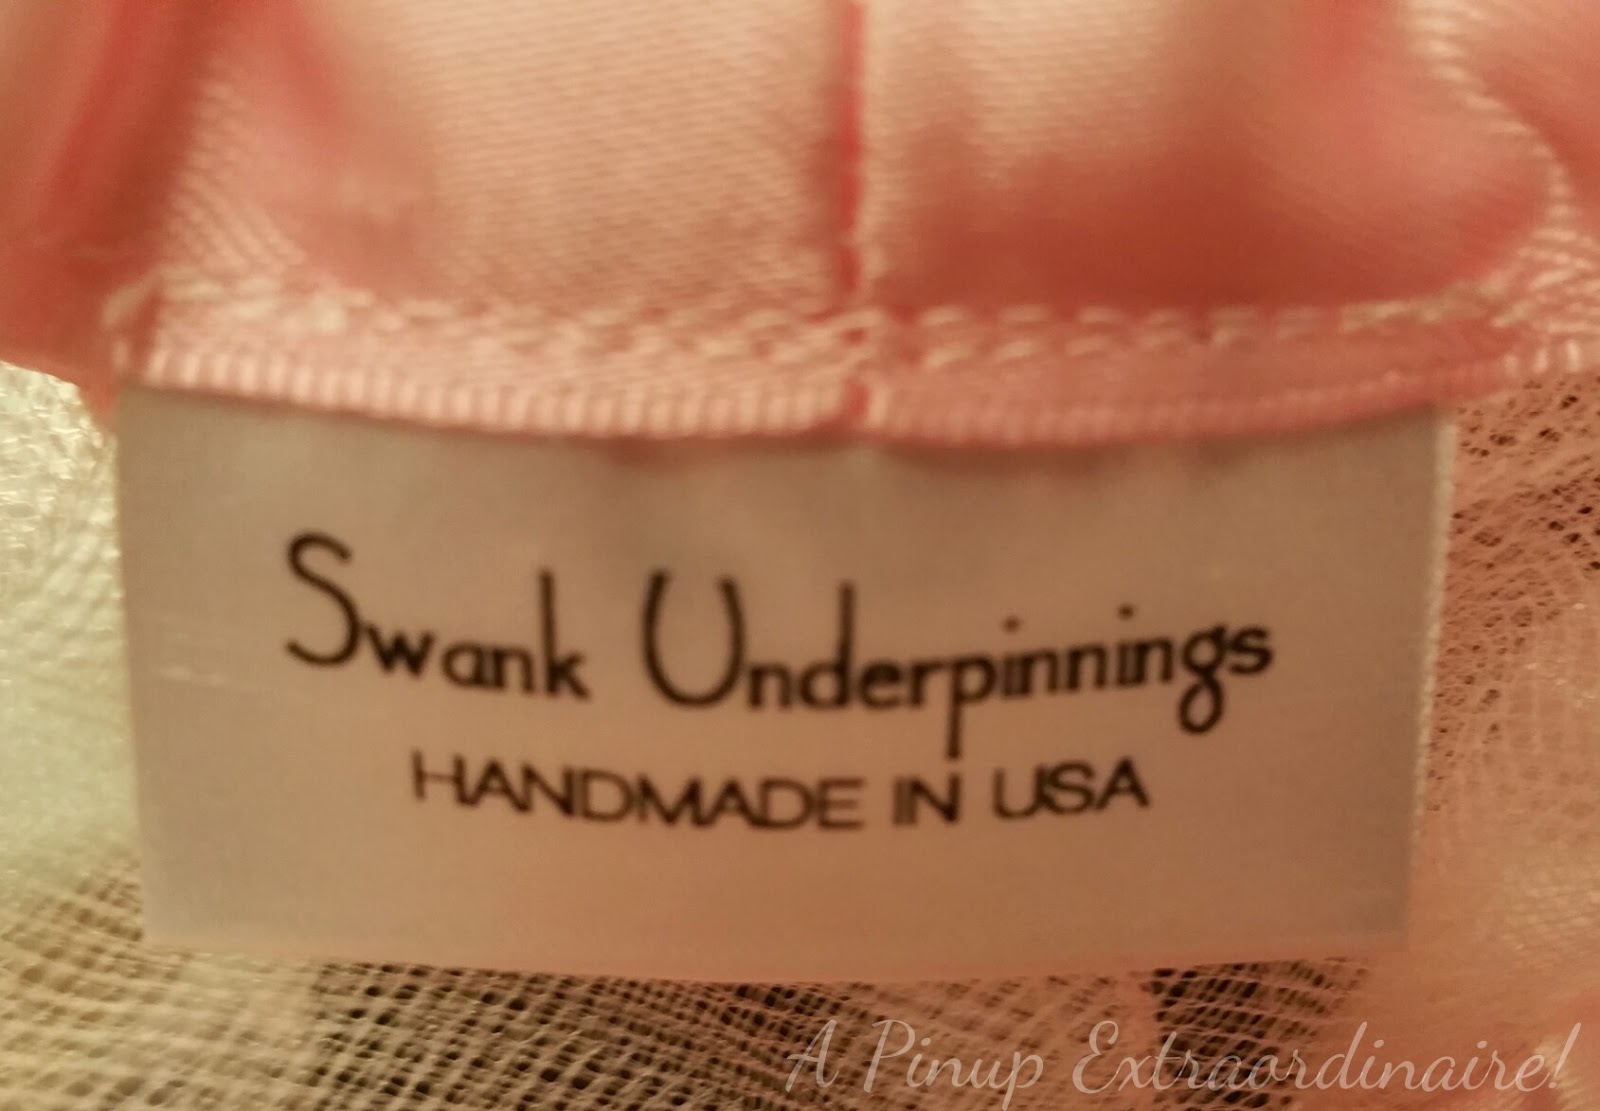 Swank Underpinnings
HANDMADE IN USA
A Pinup Extraordinaire!